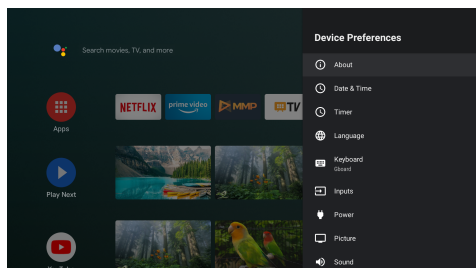 Device Preferences
Search movies, TV, and more
About
Date & Time
NETFLIX
prime video
MMP
TV
Timer
Apps
Language
Keyboard
Gboard
Play Next
Inputs
Power
Picture
Sound